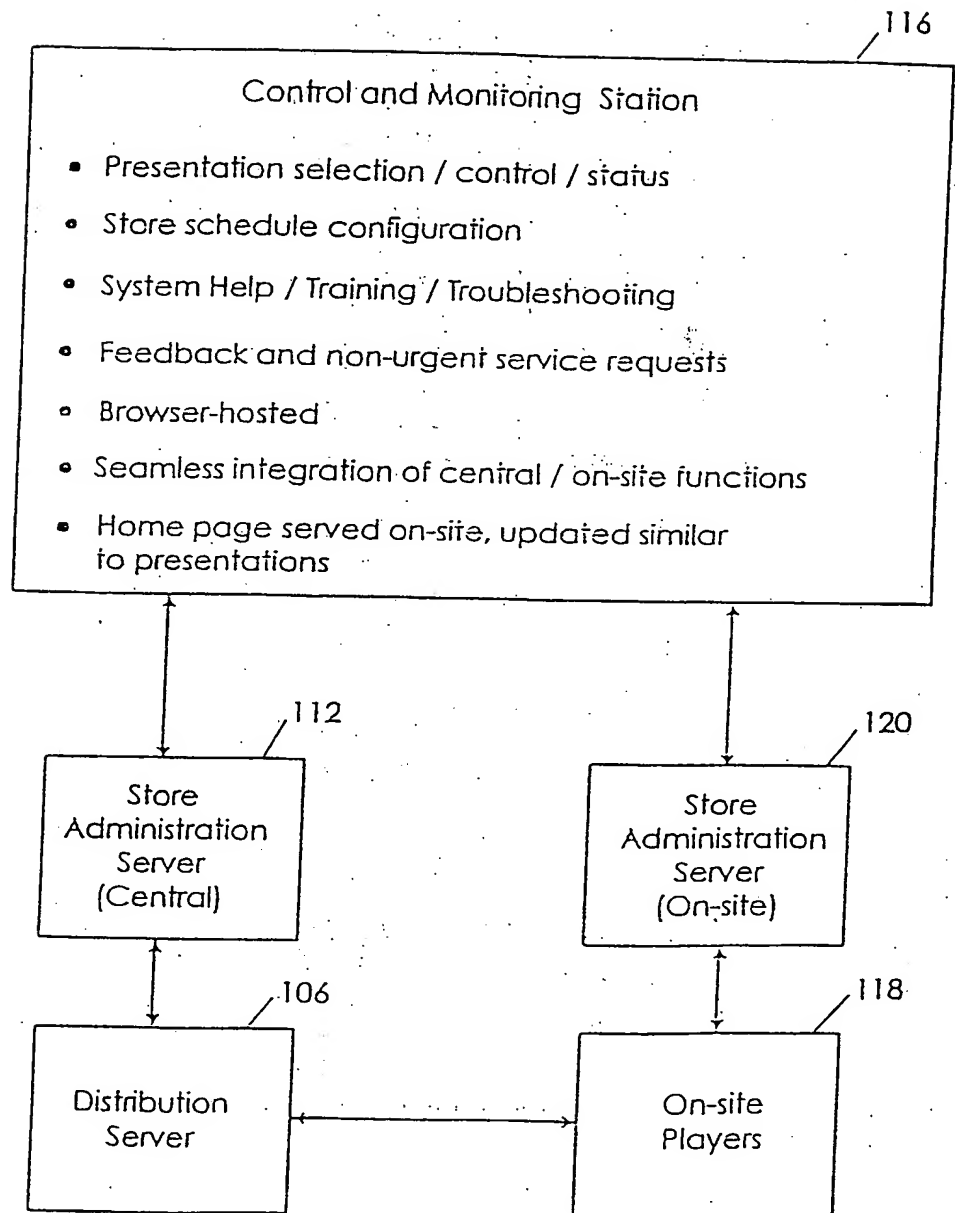 116
Control and Monitoring Station
• Presentation selection / control / status
• Store schedule configuration
• System Help / Training / Troubleshooting
• Feedback and non-urgent service requests
• Browser-hosted
• Seamless integration of central / on-site functions
• Home page served on-site, updated similar
to presentations
112
Store
Administration
Server
(Central)
120
Store
Administration
Server
(On-site)
106
Distribution
Server
118
On-site
Players